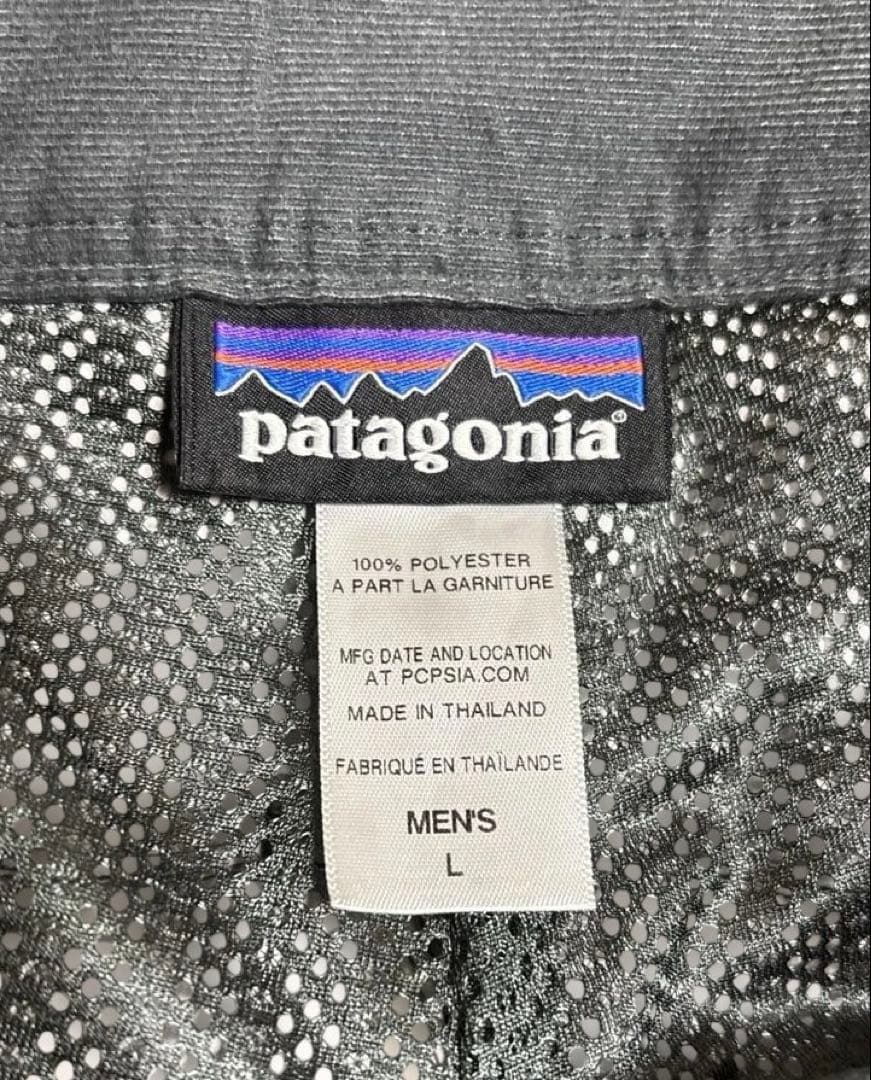 patagonia®
100% POLYESTER
A PART LA GARNITURE
MFG DATE AND LOCATION
AT PCPSIA.COM
MADE IN THAILAND
FABRIQUÉ EN THAÏLANDE
MEN'S
L